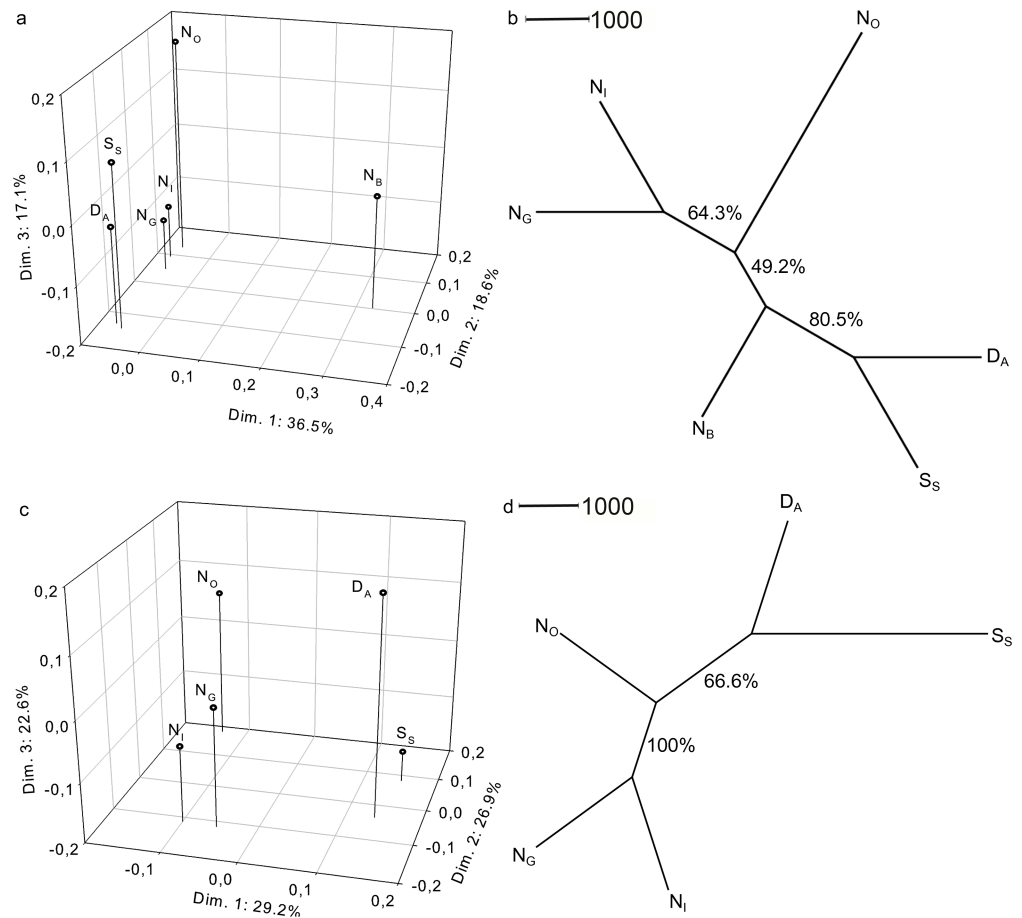 a
N_O
0,2
S_S
0,1
N_I
N_B
D_A
N_G
0,0
-0,1
-0,2
Dim. 3: 17.1%
0,0
0,1
0,2
0,3
0,4
Dim. 1: 36.5%
0,2
0,1
0,0
-0,1
-0,2
Dim. 2: 18.6%
b
1000
N_O
N_I
N_G
64.3%
49.2%
80.5%
D_A
N_B
S_S
c
0,2
N_O
D_A
0,1
N_G
0,0
N_I
S_S
-0,1
-0,2
Dim. 3: 22.6%
-0,1
0,0
0,1
0,2
Dim. 1: 29.2%
0,2
0,1
0,0
-0,1
-0,2
Dim. 2: 26.9%
d
1000
D_A
N_O
S_S
66.6%
100%
N_G
N_I